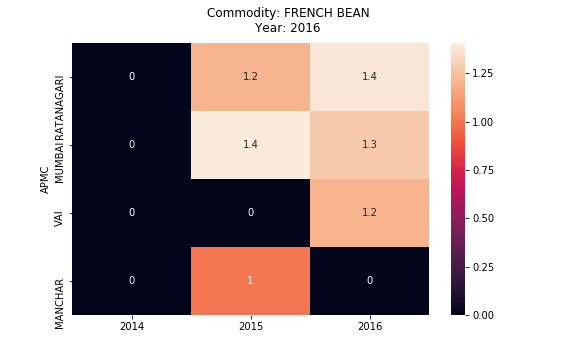 Commodity: FRENCH BEAN
Year: 2016
APMC
RATANAGARI
0 1.2 1.4
MUMBAI
0 1.4 1.3
VAI
0 0 1.2
MANCHAR
0 1 0
2014 2015 2016
1.25
1.00
0.75
0.50
0.25
0.00